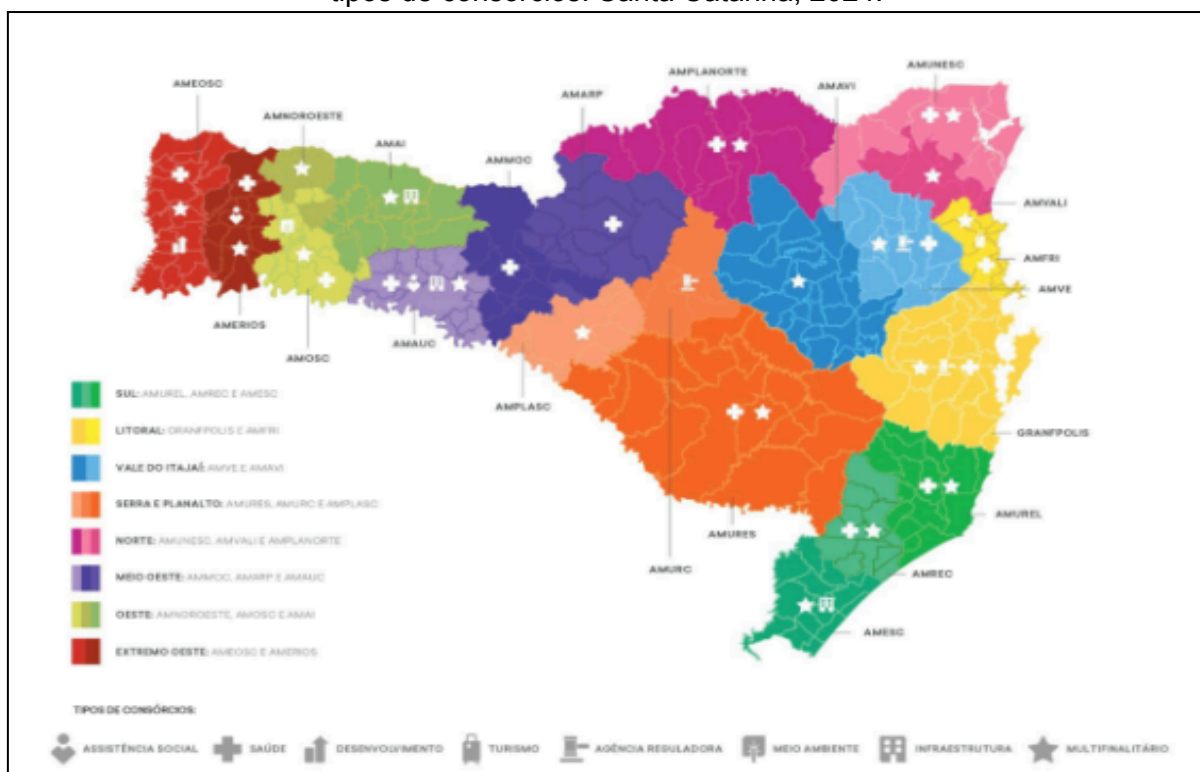 AMEOSC
AMNOROESTE
AMAI
AMMOC
AMARP
AMPLANORTE
AMAVI
AMUNESC
AMVALI
AMFRI
AMVE
AMERIOS
AMOSC
AMAUC
AMPLASC
GRANFPOLIS
AMUREL
AMURES
AMURC
AMREC
AMESC
SUL: AMUREL, AMREC E AMESC
LITORAL: GRANFPOLIS E AMFRI
VALE DO ITAJAÍ: AMVE E AMAVI
SERRA E PLANALTO: AMURES, AMURC E AMPLASC
NORTE: AMUNESC, AMVALI E AMPLANORTE
MEIO OESTE: AMMOC, AMARP E AMAUC
OESTE: AMNOROESTE, AMOSC E AMAI
EXTREMO OESTE: AMEOSC E AMERIOS
TIPOS DE CONSÓRCIOS:
ASSISTÊNCIA SOCIAL SAÚDE DESENVOLVIMENTO TURISMO AGÊNCIA REGULADORA MEIO AMBIENTE INFRAESTRUTURA MULTIFINALITÁRIO